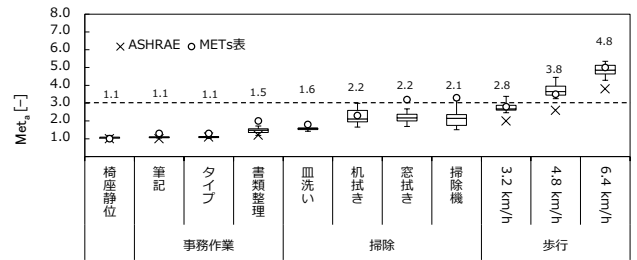 8.0
7.0
6.0
5.0
4.0
3.0
2.0
1.0
Metₐ [−]
×ASHRAE ○METs表
1.1 1.1 1.1 1.5 1.6 2.2 2.2 2.1 2.8 3.8 4.8
椅座静位 筆記 タイプ 書類整理 皿洗い 机拭き 窓拭き 掃除機 3.2 km/h 4.8 km/h 6.4 km/h
事務作業 掃除 歩行